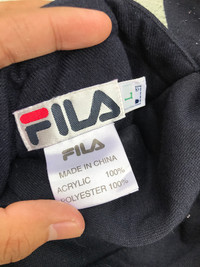 FILA
L
FILA
MADE IN CHINA
ACRYLIC 100%
POLYESTER 100%